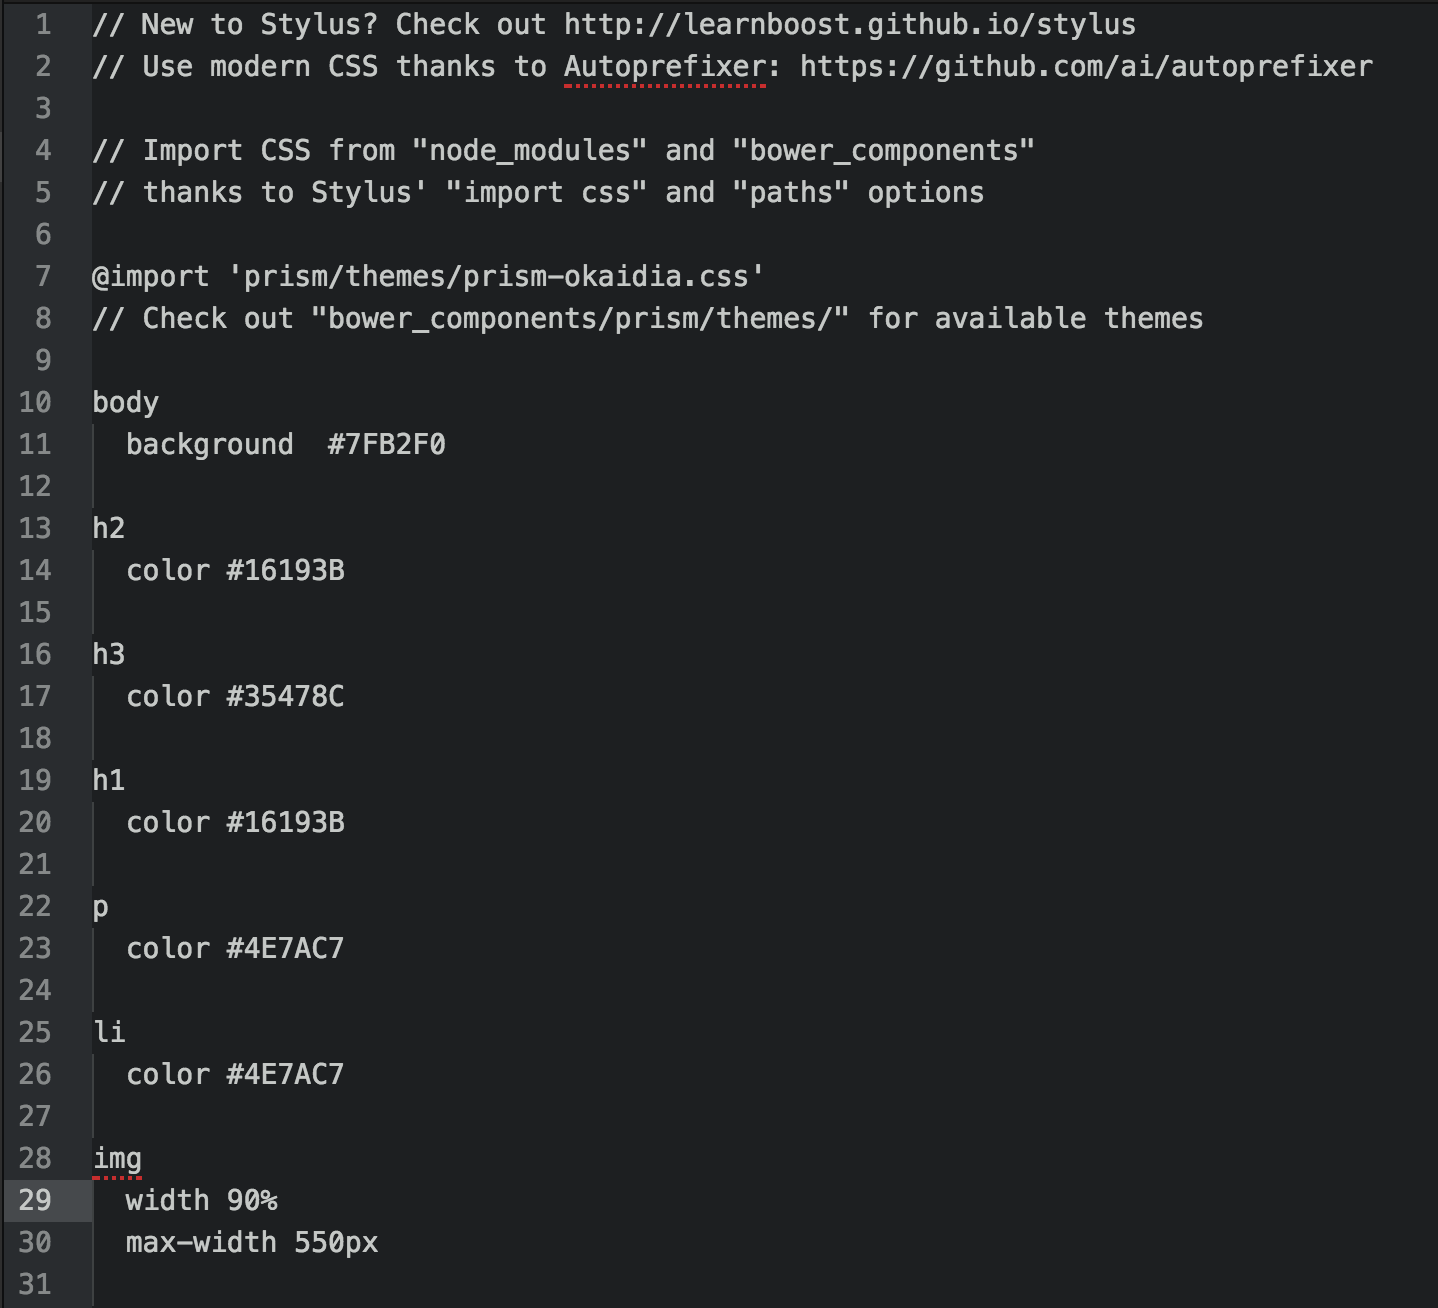 1 // New to Stylus? Check out http://learnboost.github.io/stylus
2 // Use modern CSS thanks to Autoprefixer: https://github.com/ai/autoprefixer
3
4 // Import CSS from "node_modules" and "bower_components"
5 // thanks to Stylus' "import css" and "paths" options
6
7 @import 'prism/themes/prism-okaidia.css'
8 // Check out "bower_components/prism/themes/" for available themes
9
10 body
11   background  #7FB2F0
12
13 h2
14   color #16193B
15
16 h3
17   color #35478C
18
19 h1
20   color #16193B
21
22 p
23   color #4E7AC7
24
25 li
26   color #4E7AC7
27
28 img
29   width 90%
30   max-width 550px
31